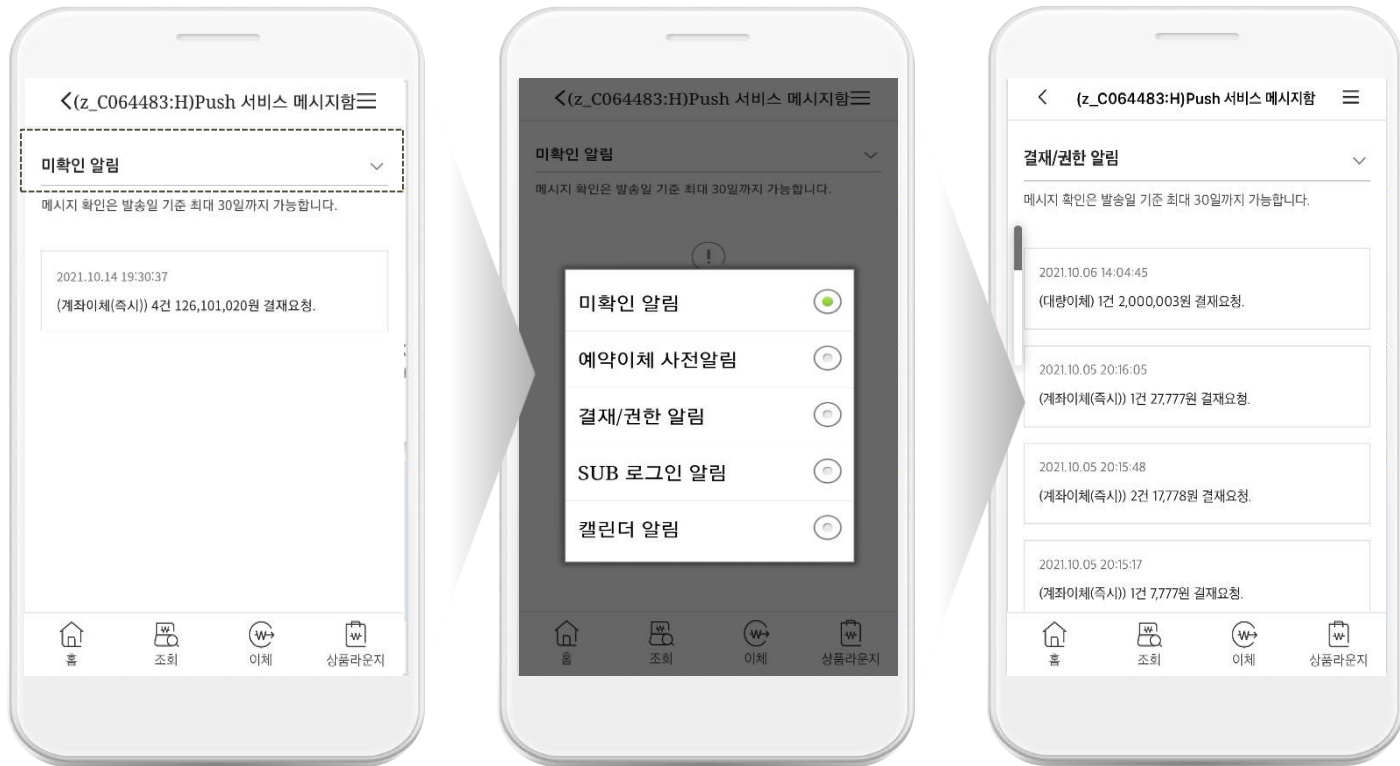 (z_C064483:H)Push 서비스 메시지함
미확인 알림
메시지 확인은 발송일 기준 최대 30일까지 가능합니다.
2021.10.14 19:30:37
(계좌이체(즉시)) 4건 126,101,020원 결재요청.
홈
조회
이체
상품라운지
(z_C064483:H)Push 서비스 메시지함
미확인 알림
메시지 확인은 발송일 기준 최대 30일까지 가능합니다.
미확인 알림
예약이체 사전알림
결재/권한 알림
SUB 로그인 알림
캘린더 알림
홈
조회
이체
상품라운지
(z_C064483:H)Push 서비스 메시지함
결재/권한 알림
메시지 확인은 발송일 기준 최대 30일까지 가능합니다.
2021.10.06 14:04:45
(대량이체) 1건 2,000,003원 결재요청.
2021.10.05 20:16:05
(계좌이체(즉시)) 1건 27,777원 결재요청.
2021.10.05 20:15:48
(계좌이체(즉시)) 2건 17,778원 결재요청.
2021.10.05 20:15:17
(계좌이체(즉시)) 1건 7,777원 결재요청.
홈
조회
이체
상품라운지